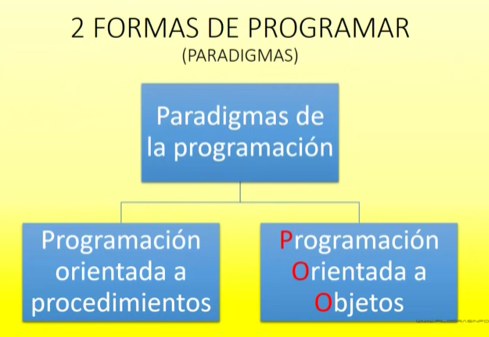 2 FORMAS DE PROGRAMAR
(PARADIGMAS)
Paradigmas de
la programación
Programación
orientada a
procedimientos
Programación
Orientada a
Objetos